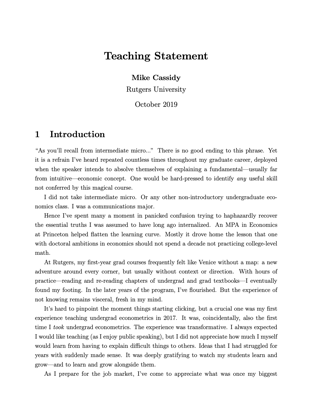 Teaching Statement
Mike Cassidy
Rutgers University
October 2019
1 Introduction
“As you’ll recall from intermediate micro...” There is no good ending to this phrase. Yet
it is a refrain I’ve heard repeated countless times throughout my graduate career, deployed
when the speaker intends to absolve themselves of explaining a fundamental—usually far
from intuitive—economic concept. One would be hard-pressed to identify any useful skill
not conferred by this magical course.
I did not take intermediate micro. Or any other non-introductory undergraduate eco-
nomics class. I was a communications major.
Hence I’ve spent many a moment in panicked confusion trying to haphazardly recover
the essential truths I was assumed to have long ago internalized. An MPA in Economics
at Princeton helped flatten the learning curve. Mostly it drove home the lesson that one
with doctoral ambitions in economics should not spend a decade not practicing college-level
math.
At Rutgers, my first-year grad courses frequently felt like Venice without a map: a new
adventure around every corner, but usually without context or direction. With hours of
practice—reading and re-reading chapters of undergrad and grad textbooks—I eventually
found my footing. In the later years of the program, I’ve flourished. But the experience of
not knowing remains visceral, fresh in my mind.
It’s hard to pinpoint the moment things starting clicking, but a crucial one was my first
experience teaching undergrad econometrics in 2017. It was, coincidentally, also the first
time I took undergrad econometrics. The experience was transformative. I always expected
I would like teaching (as I enjoy public speaking), but I did not appreciate how much I myself
would learn from having to explain difficult things to others. Ideas that I had struggled for
years with suddenly made sense. It was deeply gratifying to watch my students learn and
grow—and to learn and grow alongside them.
As I prepare for the job market, I’ve come to appreciate what was once my biggest